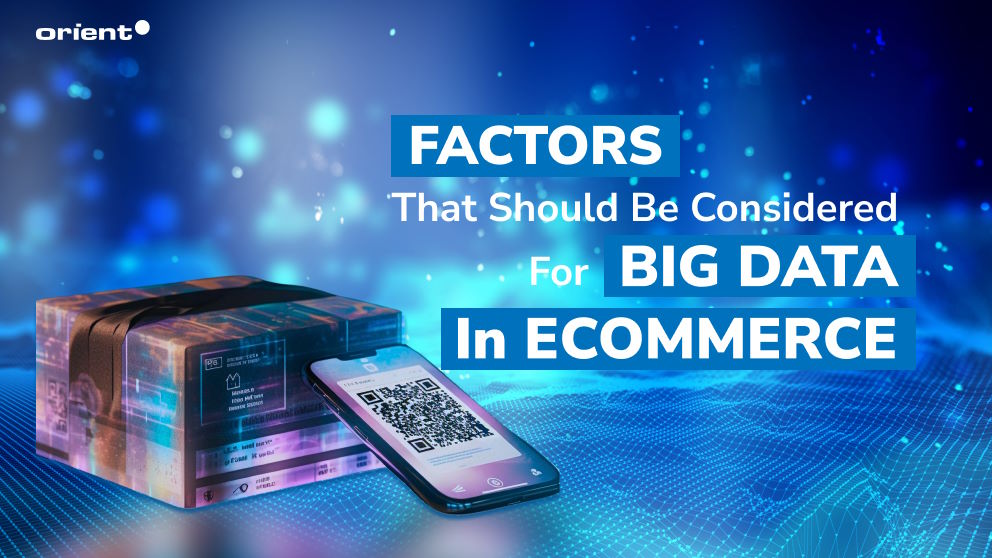 orient
FACTORS
That Should Be Considered
For BIG DATA
In ECOMMERCE